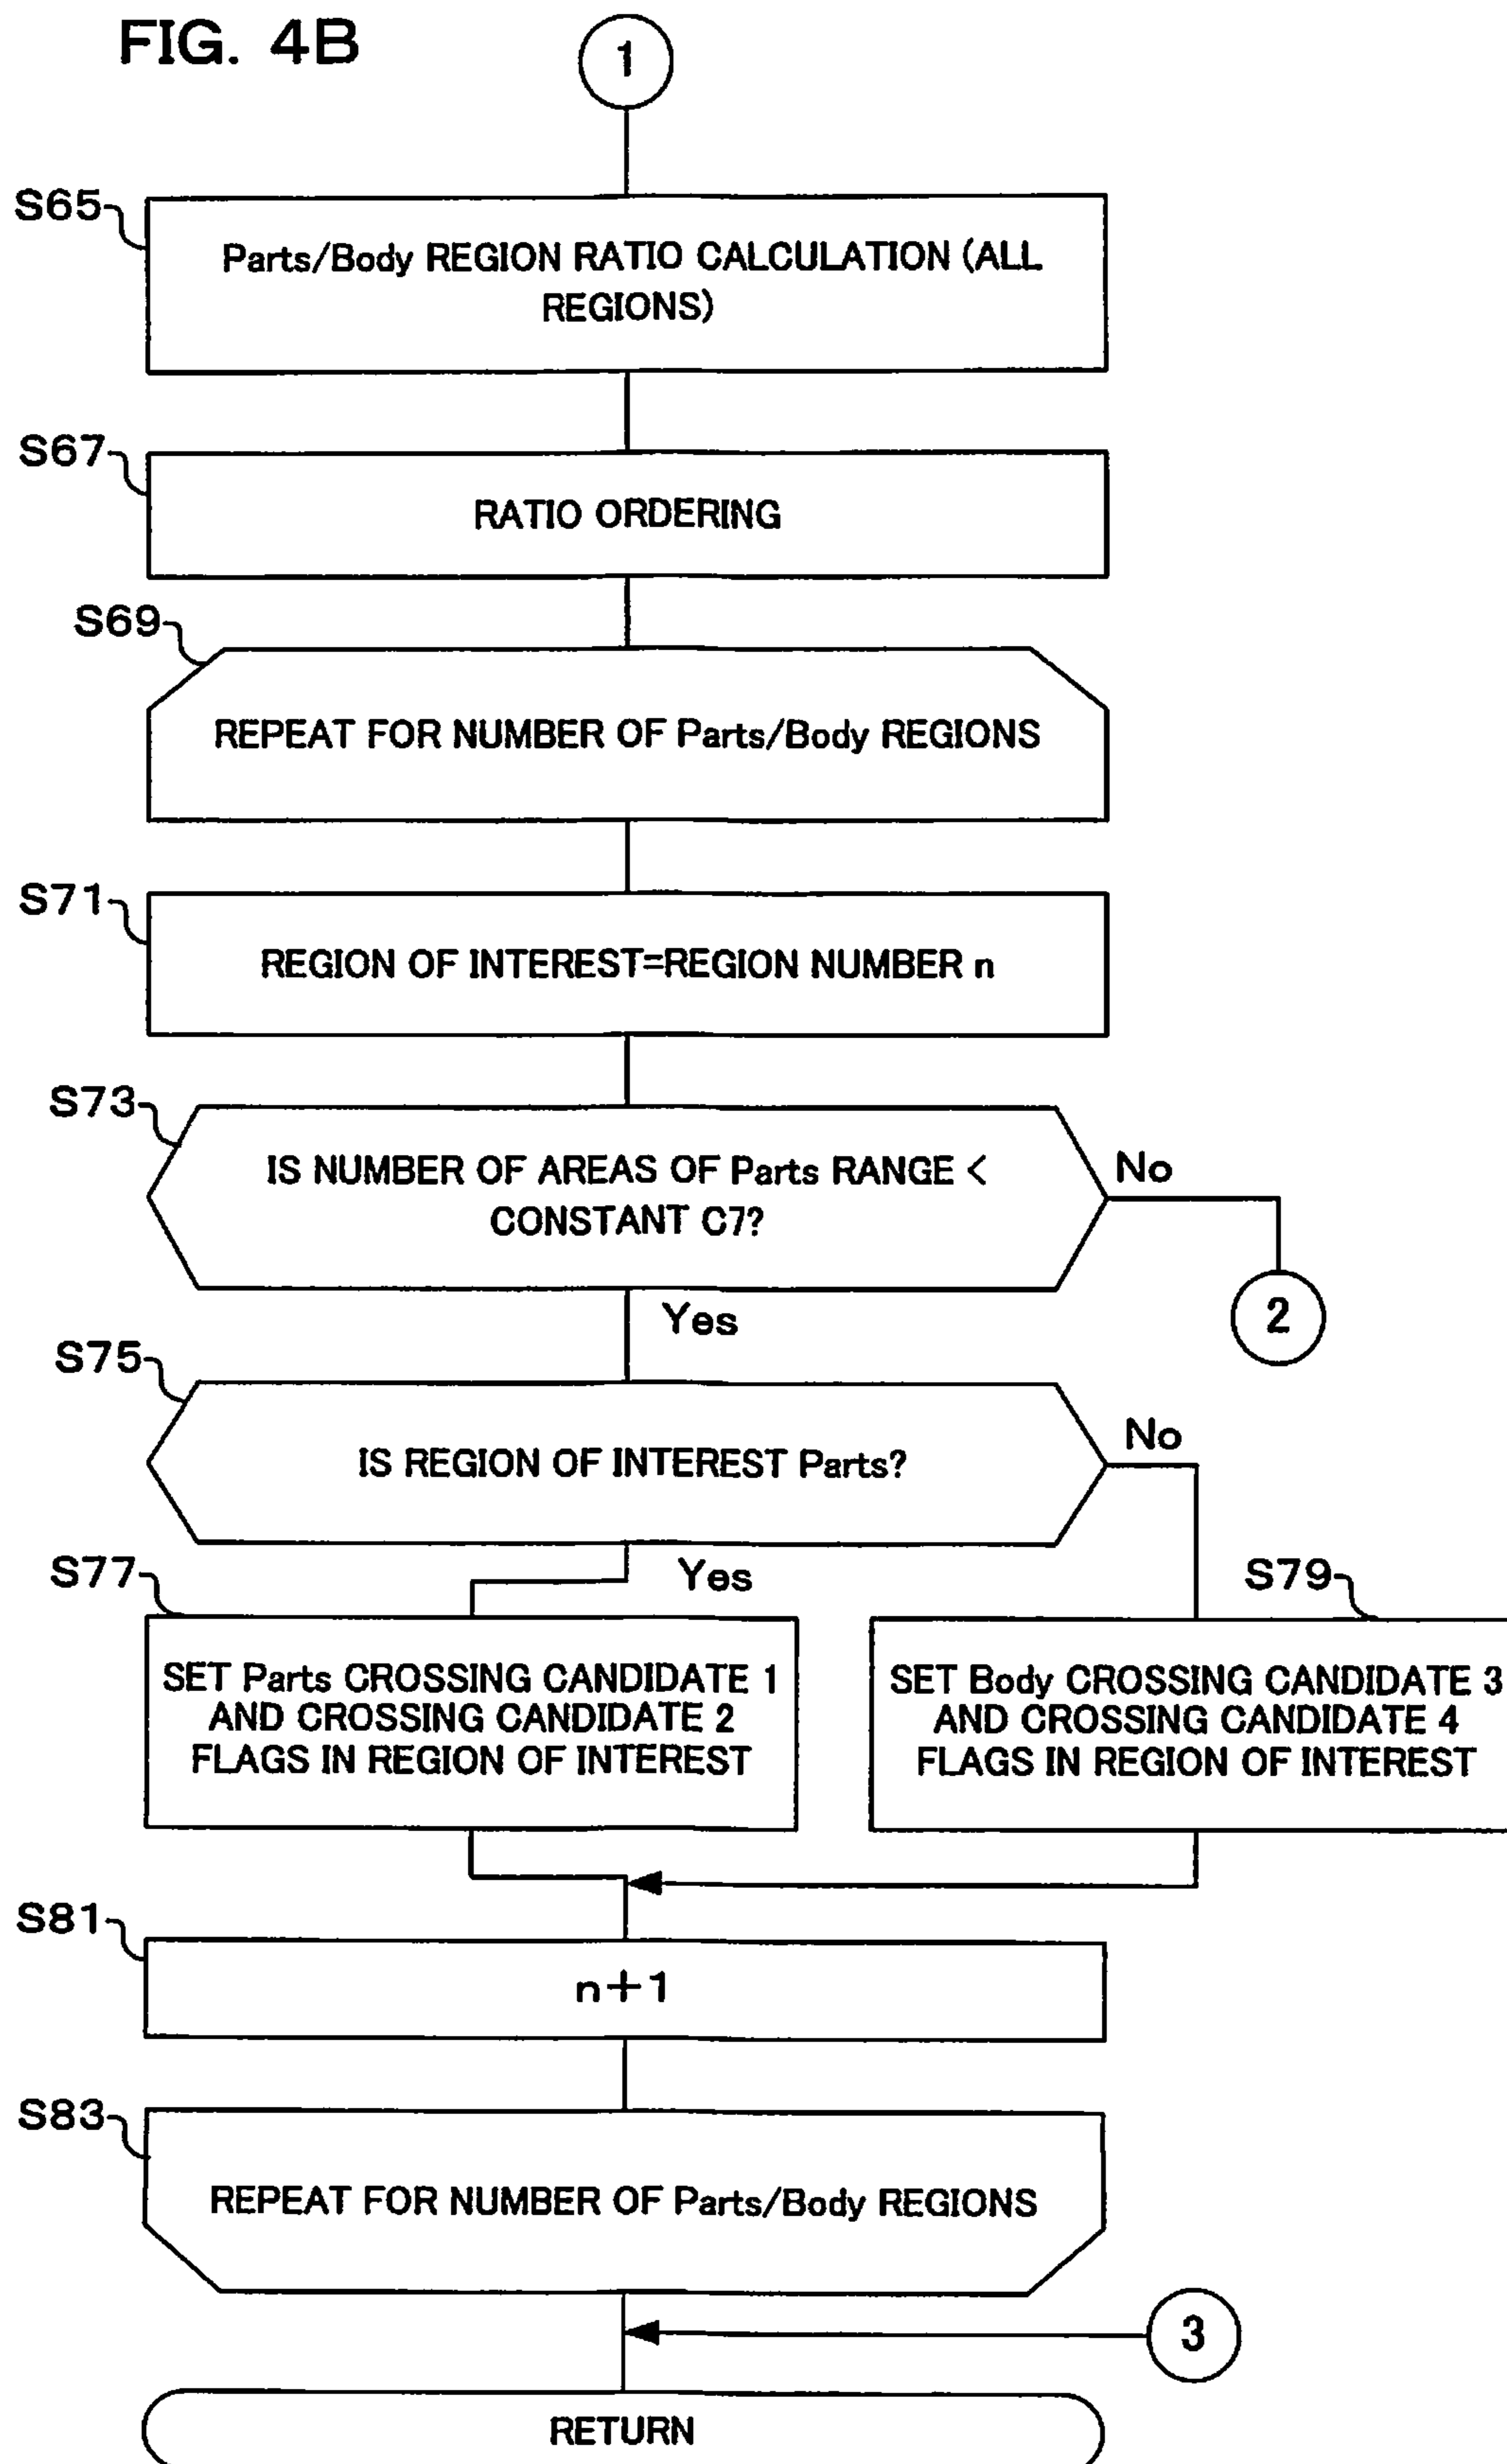 FIG. 4B
1
S65
Parts/Body REGION RATIO CALCULATION (ALL
REGIONS)
S67
RATIO ORDERING
S69
REPEAT FOR NUMBER OF Parts/Body REGIONS
S71
REGION OF INTEREST=REGION NUMBER n
S73
IS NUMBER OF AREAS OF Parts RANGE <
CONSTANT C7?
No
2
Yes
S75
IS REGION OF INTEREST Parts?
No
Yes
S77
SET Parts CROSSING CANDIDATE 1
AND CROSSING CANDIDATE 2
FLAGS IN REGION OF INTEREST
S79
SET Body CROSSING CANDIDATE 3
AND CROSSING CANDIDATE 4
FLAGS IN REGION OF INTEREST
S81
n+1
S83
REPEAT FOR NUMBER OF Parts/Body REGIONS
3
RETURN